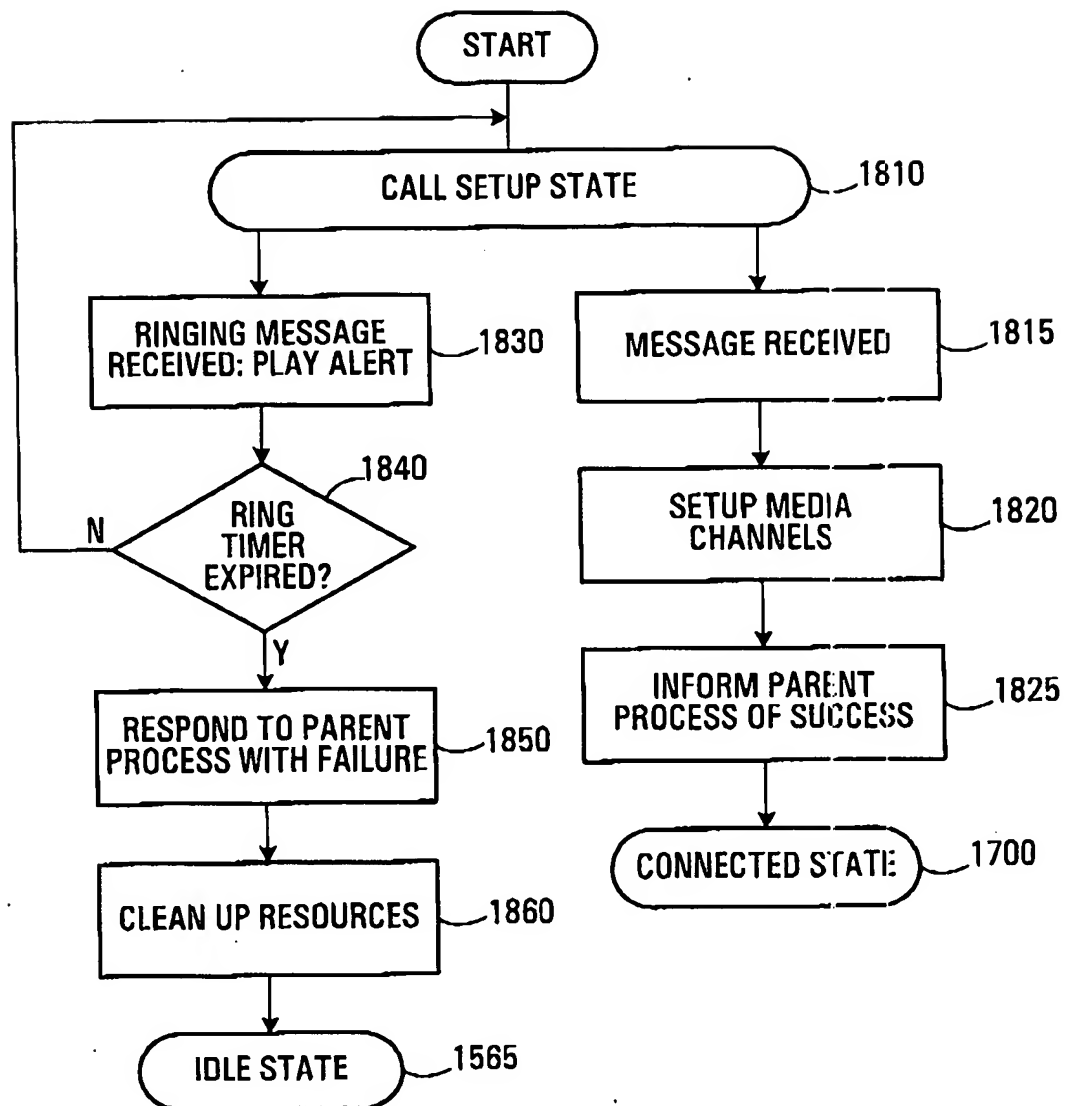 START
CALL SETUP STATE
1810
RINGING MESSAGE
RECEIVED: PLAY ALERT
1830
RING
TIMER
EXPIRED?
1840
N
Y
RESPOND TO PARENT
PROCESS WITH FAILURE
1850
CLEAN UP RESOURCES
1860
IDLE STATE
1565
MESSAGE RECEIVED
1815
SETUP MEDIA
CHANNELS
1820
INFORM PARENT
PROCESS OF SUCCESS
1825
CONNECTED STATE
1700